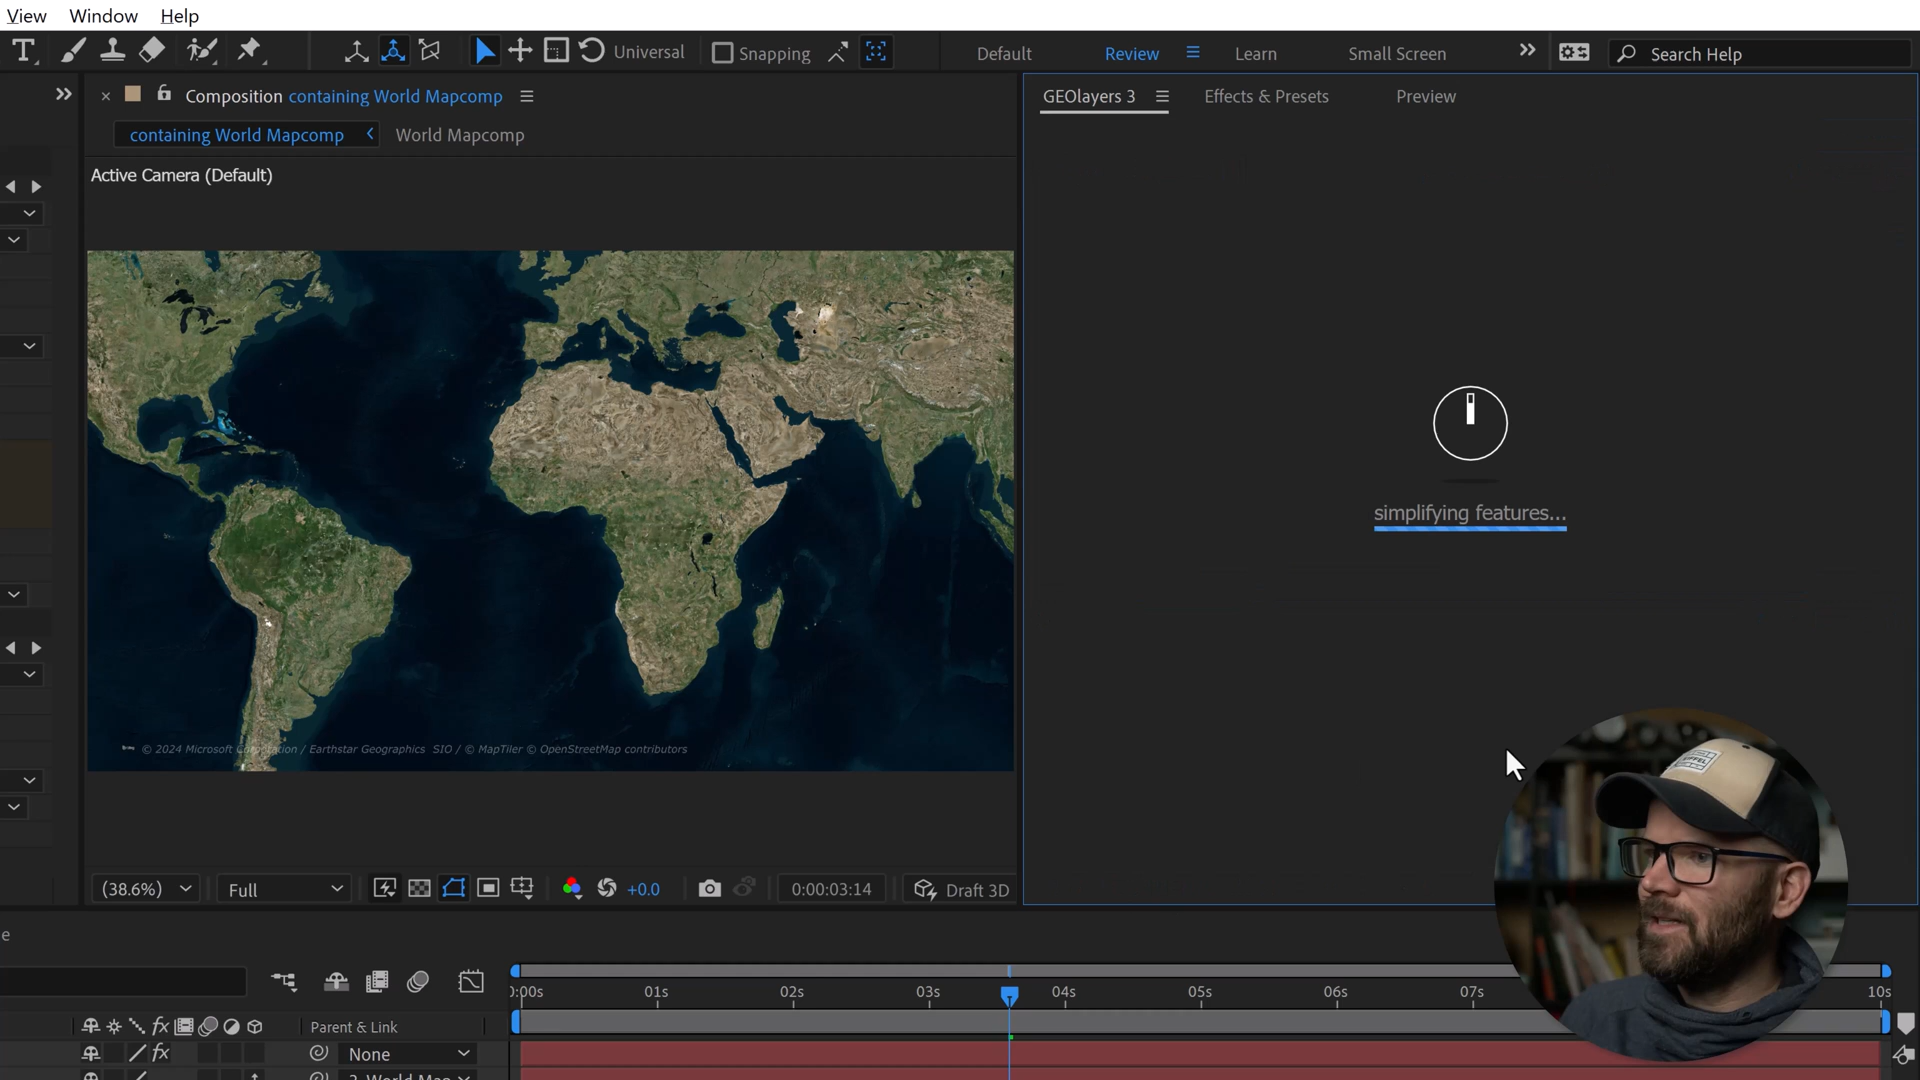 View Window Help
Universal Snapping Default Review Learn Small Screen Search Help
Composition containing World Mapcomp
GEOlayers 3 Effects & Presets Preview
containing World Mapcomp World Mapcomp
Active Camera (Default)
simplifying features...
© 2024 Microsoft Corporation / Earthstar Geographics SIO / © MapTiler © OpenStreetMap contributors
(38.6%) Full +0.0 0:00:03:14 Draft 3D
e
0:00s 01s 02s 03s 04s 05s 06s 07s 10s
Parent & Link
None